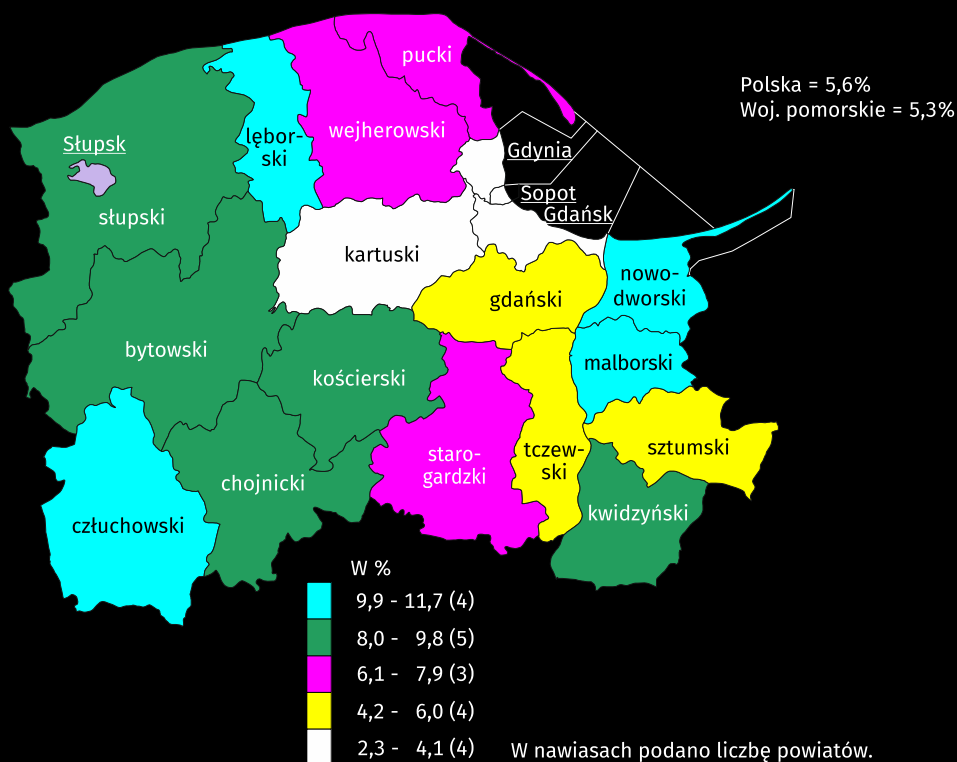 pucki
Polska = 5,6%
Woj. pomorskie = 5,3%
wejherowski
lębor-
ski
Słupsk
Gdynia
Sopot
Gdańsk
słupski
kartuski
nowo-
dworski
gdański
bytowski
kościerski
malborski
staro-
gardzki
tczew-
ski
sztumski
chojnicki
kwidzyński
człuchowski
W %
9,9 - 11,7 (4)
8,0 - 9,8 (5)
6,1 - 7,9 (3)
4,2 - 6,0 (4)
2,3 - 4,1 (4)
W nawiasach podano liczbę powiatów.